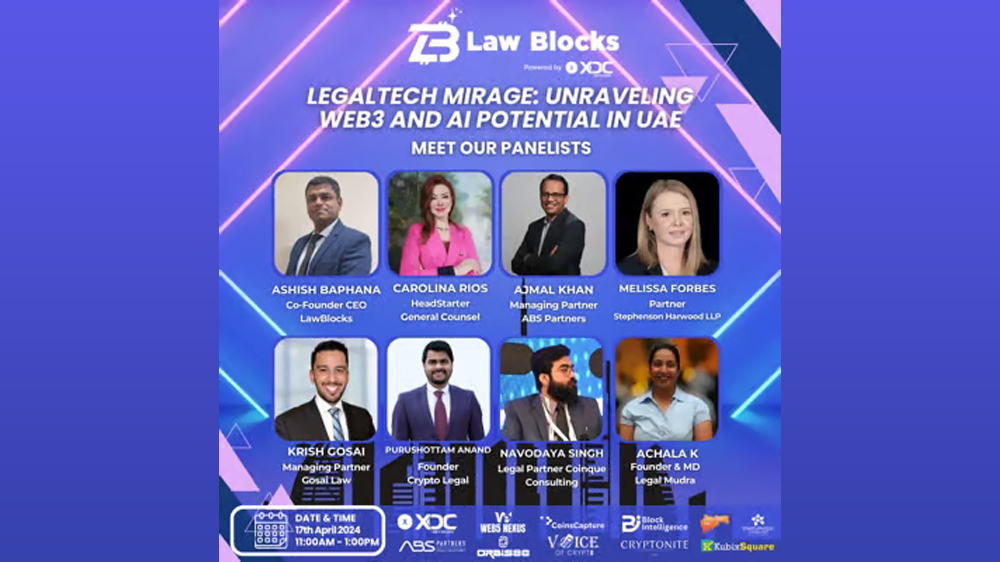 Law Blocks
Powered by XDC
LEGALTECH MIRAGE: UNRAVELING
WEB3 AND AI POTENTIAL IN UAE
MEET OUR PANELISTS
ASHISH BAPHANA
Co-Founder CEO
LawBlocks
CAROLINA RIOS
HeadStarter
General Counsel
AJMAL KHAN
Managing Partner
ABS Partners
MELISSA FORBES
Partner
Stephenson Harwood LLP
KRISH GOSAI
Managing Partner
Gosai Law
PURUSHOTTAM ANAND
Founder
Crypto Legal
NAVODAYA SINGH
Legal Partner Coinque
Consulting
ACHALA K
Founder & MD
Legal Mudra
DATE & TIME
17th April 2024
11:00AM - 1:00PM
XDC
WEB3 NEXUS
CoinsCapture
Block
Intelligence
ABS PARTNERS
VOICE
OF CRYPTO
CRYPTONITE
KubixSquare